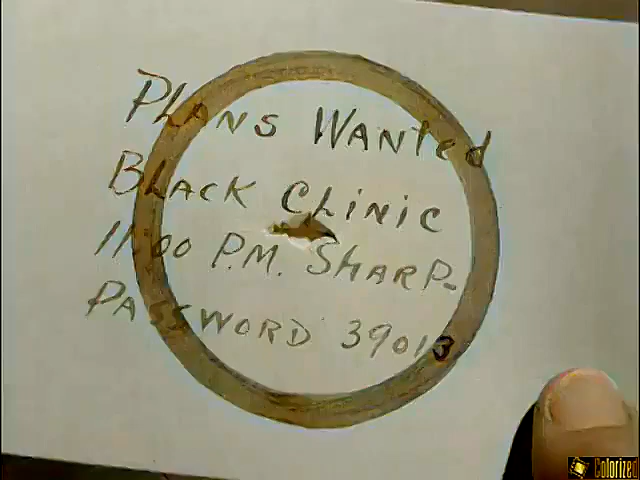 PLANS WANted
BLACK CLiNiC
11:00 P.M. SHARP-
PASSWORD 39013
Colorized